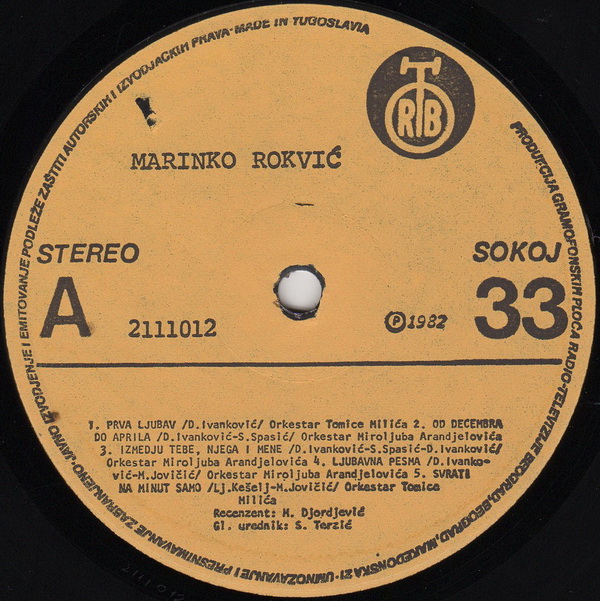 PRODUKCIJA GRAMOFONSKIH PLOČA RADIO-TELEVIZIJE BEOGRAD, BEOGRAD, MAKEDONSKA 21 · UMNOŽAVANJE I PRESNIMAVANJE ZABRANJENO · JAVNO IZVODJENJE I EMITOVANJE PODLEŽE ZAŠTITI AUTORSKIH I IZVODJAČKIH PRAVA · MADE IN YUGOSLAVIA
RTB
MARINKO ROKVIĆ
STEREO
SOKOJ
A
2111012
Ⓟ1982
33
1. PRVA LJUBAV /D.Ivanković/ Orkestar Tomice Milića 2. OD DECEMBRA
DO APRILA /D.Ivanković-S.Spasić/ Orkestar Miroljuba Arandjelovića
3. IZMEDJU TEBE, NJEGA I MENE /D.Ivanković-S.Spasić-D.Ivanković/
Orkestar Miroljuba Arandjelovića 4. LJUBAVNA PESMA /D.Ivanko-
vić-M.Jovičić/ Orkestar Miroljuba Arandjelovića 5. SVRATI
NA MINUT SAMO /Lj.Kešelj-M.Jovičić/ Orkestar Tomice
Milića
Recenzent: M. Djordjević
Gl. urednik: S. Terzić
2111012